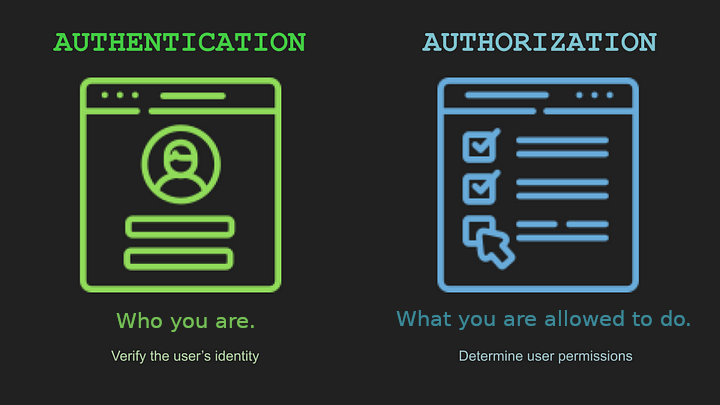 AUTHENTICATION
Who you are.
Verify the user’s identity
AUTHORIZATION
What you are allowed to do.
Determine user permissions